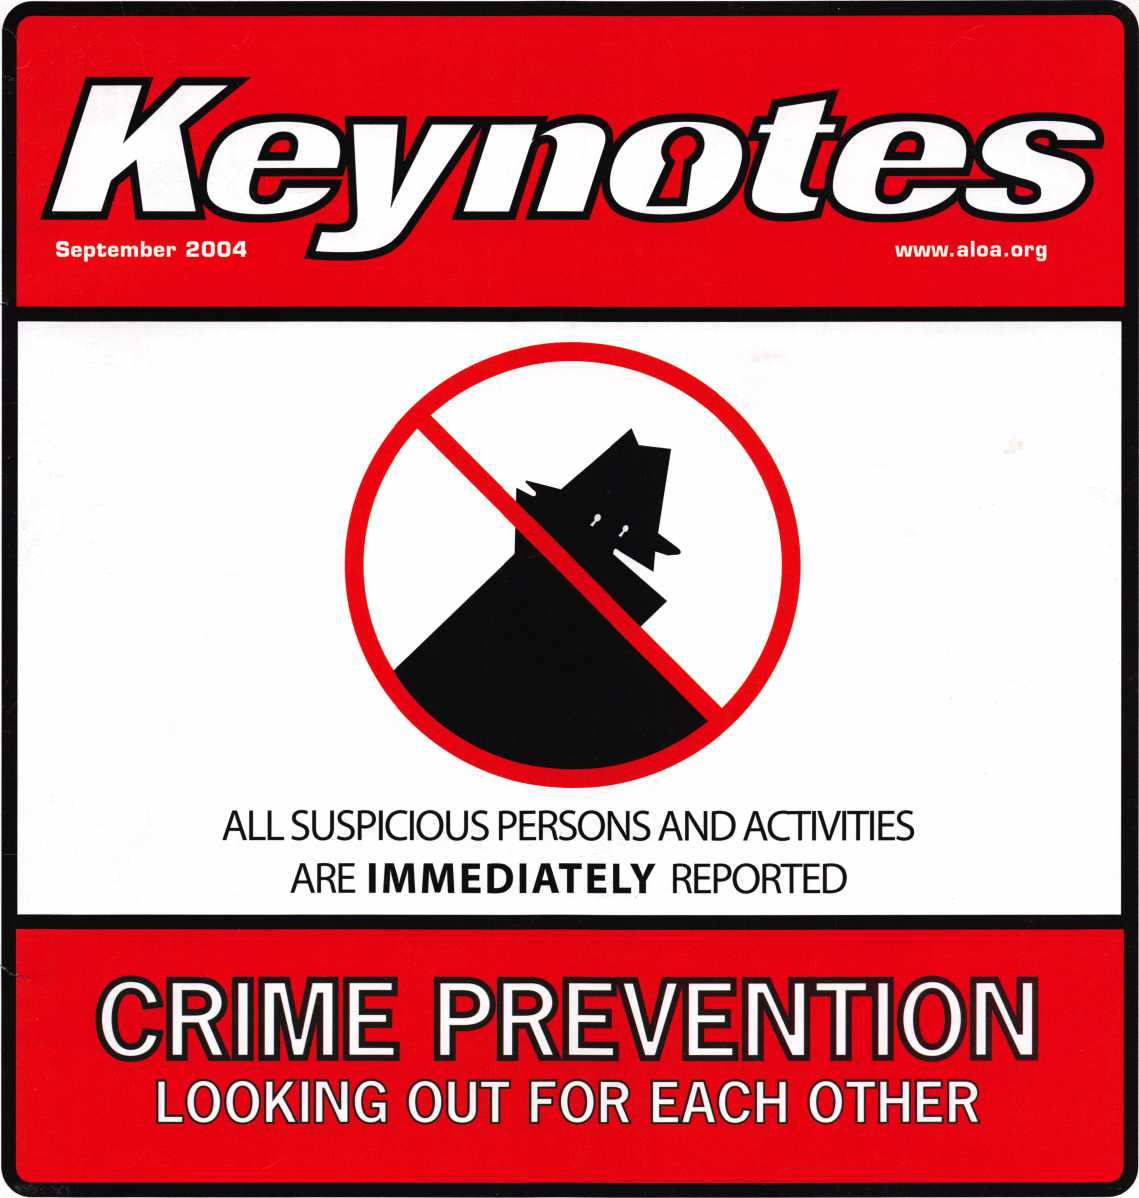 Keynotes
September 2004
www.aloa.org
ALL SUSPICIOUS PERSONS AND ACTIVITIES
ARE IMMEDIATELY REPORTED
CRIME PREVENTION
LOOKING OUT FOR EACH OTHER